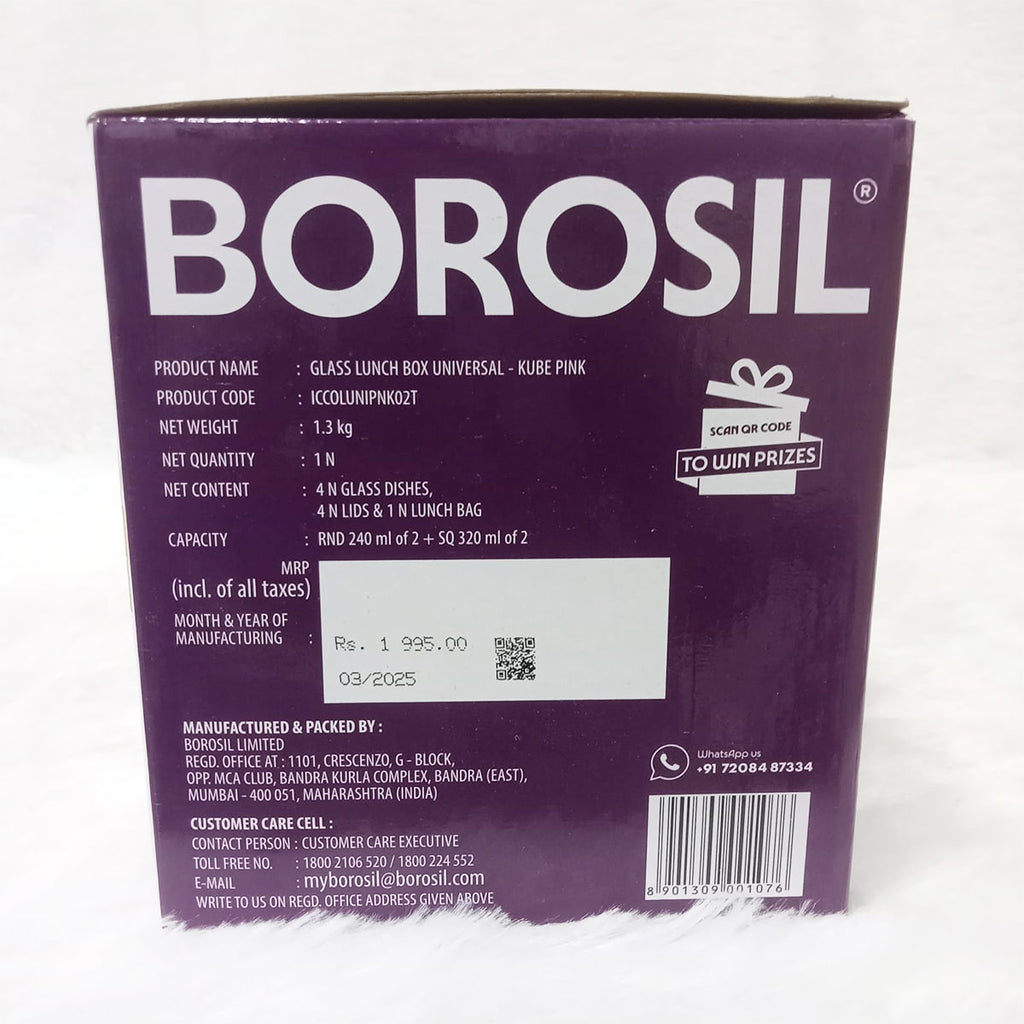 BOROSIL®
PRODUCT NAME : GLASS LUNCH BOX UNIVERSAL - KUBE PINK
PRODUCT CODE : ICCOLUNIPNK02T
NET WEIGHT : 1.3 kg
NET QUANTITY : 1 N
NET CONTENT : 4 N GLASS DISHES,
4 N LIDS & 1 N LUNCH BAG
CAPACITY : RND 240 ml of 2 + SQ 320 ml of 2
MRP
(incl. of all taxes)
MONTH & YEAR OF
MANUFACTURING :
Rs. 1 995.00
03/2025
SCAN QR CODE
TO WIN PRIZES
MANUFACTURED & PACKED BY :
BOROSIL LIMITED
REGD. OFFICE AT : 1101, CRESCENZO, G - BLOCK,
OPP. MCA CLUB, BANDRA KURLA COMPLEX, BANDRA (EAST),
MUMBAI - 400 051, MAHARASHTRA (INDIA)
CUSTOMER CARE CELL :
CONTACT PERSON : CUSTOMER CARE EXECUTIVE
TOLL FREE NO. : 1800 2106 520 / 1800 224 552
E-MAIL : myborosil@borosil.com
WRITE TO US ON REGD. OFFICE ADDRESS GIVEN ABOVE
WhatsApp us
+91 72084 87334
8 901309 001076